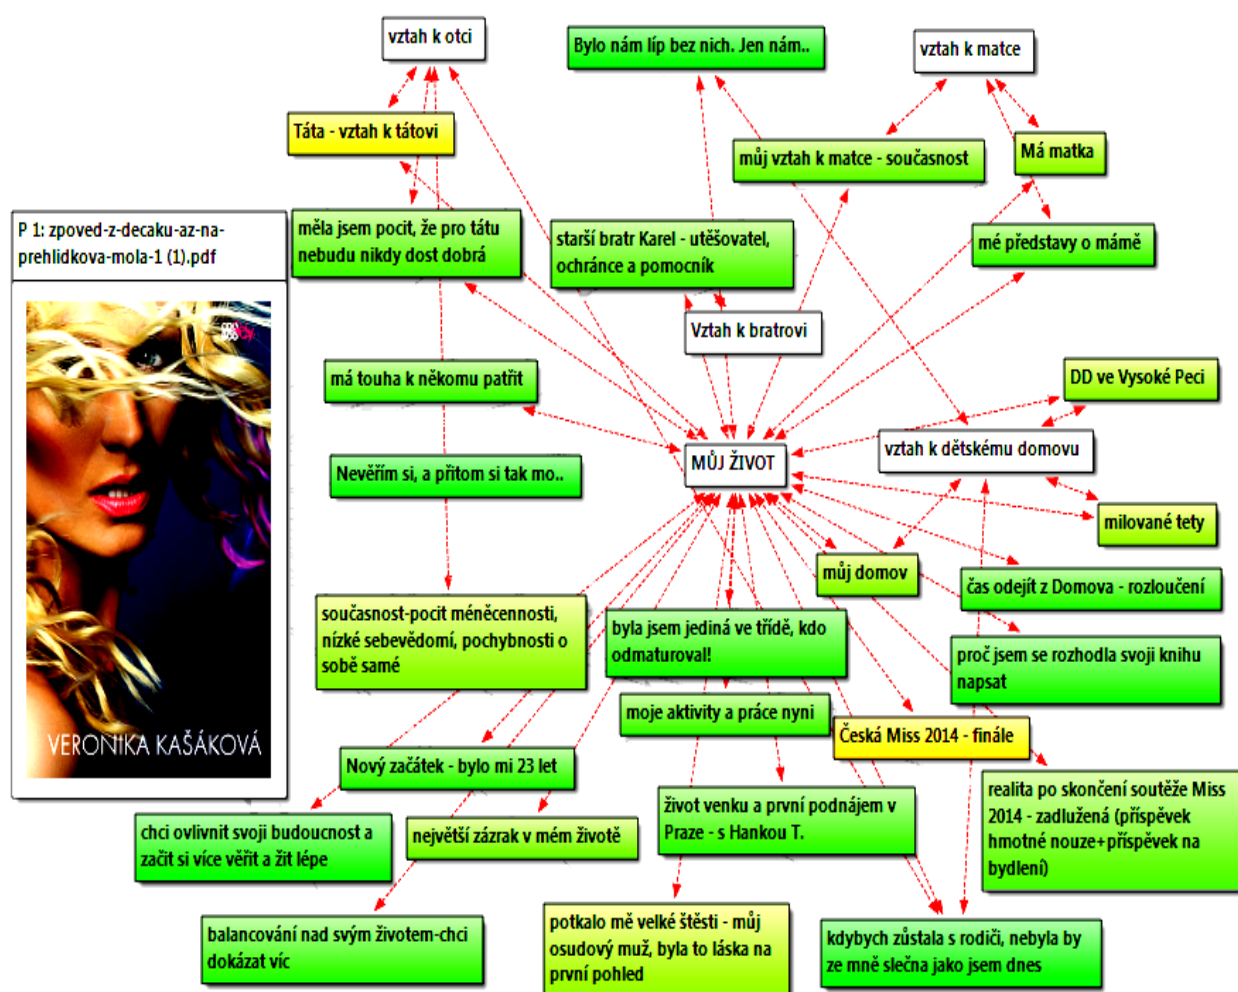 vztah k otci
Bylo nám líp bez nich. Jen nám..
vztah k matce
Táta - vztah k tátovi
můj vztah k matce - současnost
Má matka
P 1: zpoved-z-decaku-az-na-
prehlidkova-mola-1 (1).pdf
měla jsem pocit, že pro tátu
nebudu nikdy dost dobrá
starší bratr Karel - utěšovatel,
ochránce a pomocník
mé představy o mámě
Vztah k bratrovi
má touha k někomu patřit
DD ve Vysoké Peci
MŮJ ŽIVOT
vztah k dětskému domovu
Nevěřím si, a přitom si tak mo..
milované tety
můj domov
čas odejít z Domova - rozloučení
současnost-pocit méněcennosti,
nízké sebevědomí, pochybnosti o
sobě samé
byla jsem jediná ve třídě, kdo
odmaturoval!
proč jsem se rozhodla svoji knihu
napsat
moje aktivity a práce nyni
Česká Miss 2014 - finále
VERONIKA KAŠÁKOVÁ
Nový začátek - bylo mi 23 let
realita po skončení soutěže Miss
2014 - zadlužená (příspěvek
hmotné nouze+příspěvek na
bydlení)
život venku a první podnájem v
Praze - s Hankou T.
chci ovlivnit svoji budoucnost a
začit si více věřit a žit lépe
největší zázrak v mém životě
balancování nad svým životem-chci
dokázat víc
potkalo mě velké štěsti - můj
osudový muž, byla to láska na
první pohled
kdybych zůstala s rodiči, nebyla by
ze mně slečna jako jsem dnes